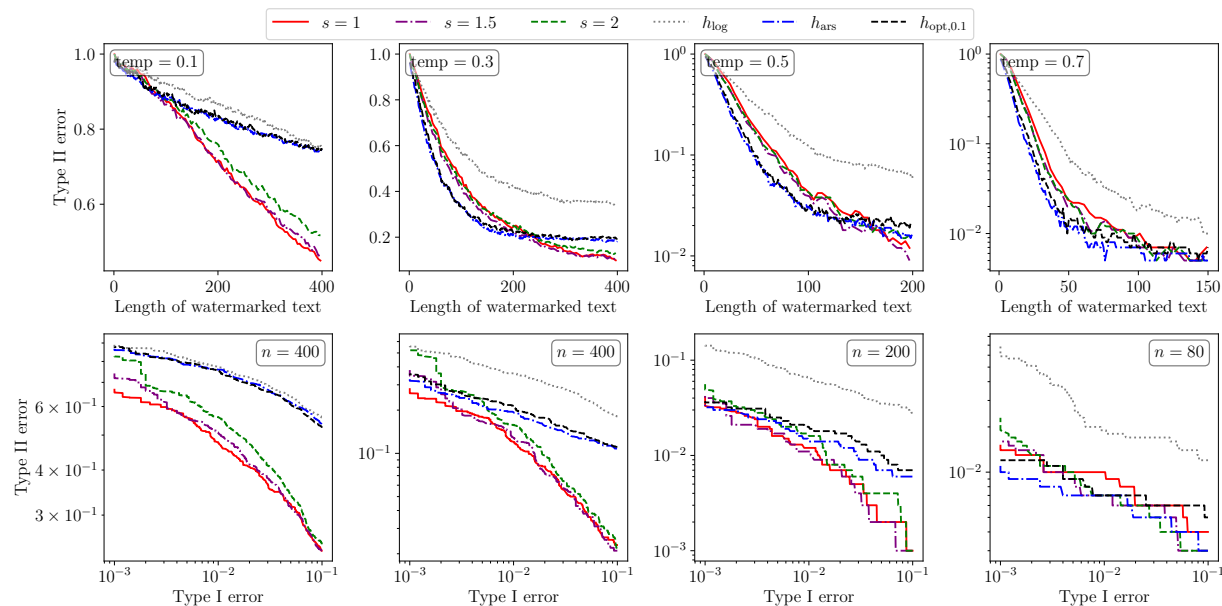 s = 1 s = 1.5 s = 2 h_log h_ars h_opt,0.1
temp = 0.1 temp = 0.3 temp = 0.5 temp = 0.7
Type II error
1.0
0.8
0.6
0 200 400
Length of watermarked text
1.0
0.8
0.6
0.4
0.2
0 200 400
Length of watermarked text
10^0
10^−1
10^−2
0 100 200
Length of watermarked text
10^0
10^−1
10^−2
0 50 100 150
Length of watermarked text
n = 400 n = 400 n = 200 n = 80
Type II error
6 × 10^−1
4 × 10^−1
3 × 10^−1
10^−3 10^−2 10^−1
Type I error
10^−1
10^−3 10^−2 10^−1
Type I error
10^−1
10^−2
10^−3
10^−3 10^−2 10^−1
Type I error
10^−2
10^−3 10^−2 10^−1
Type I error